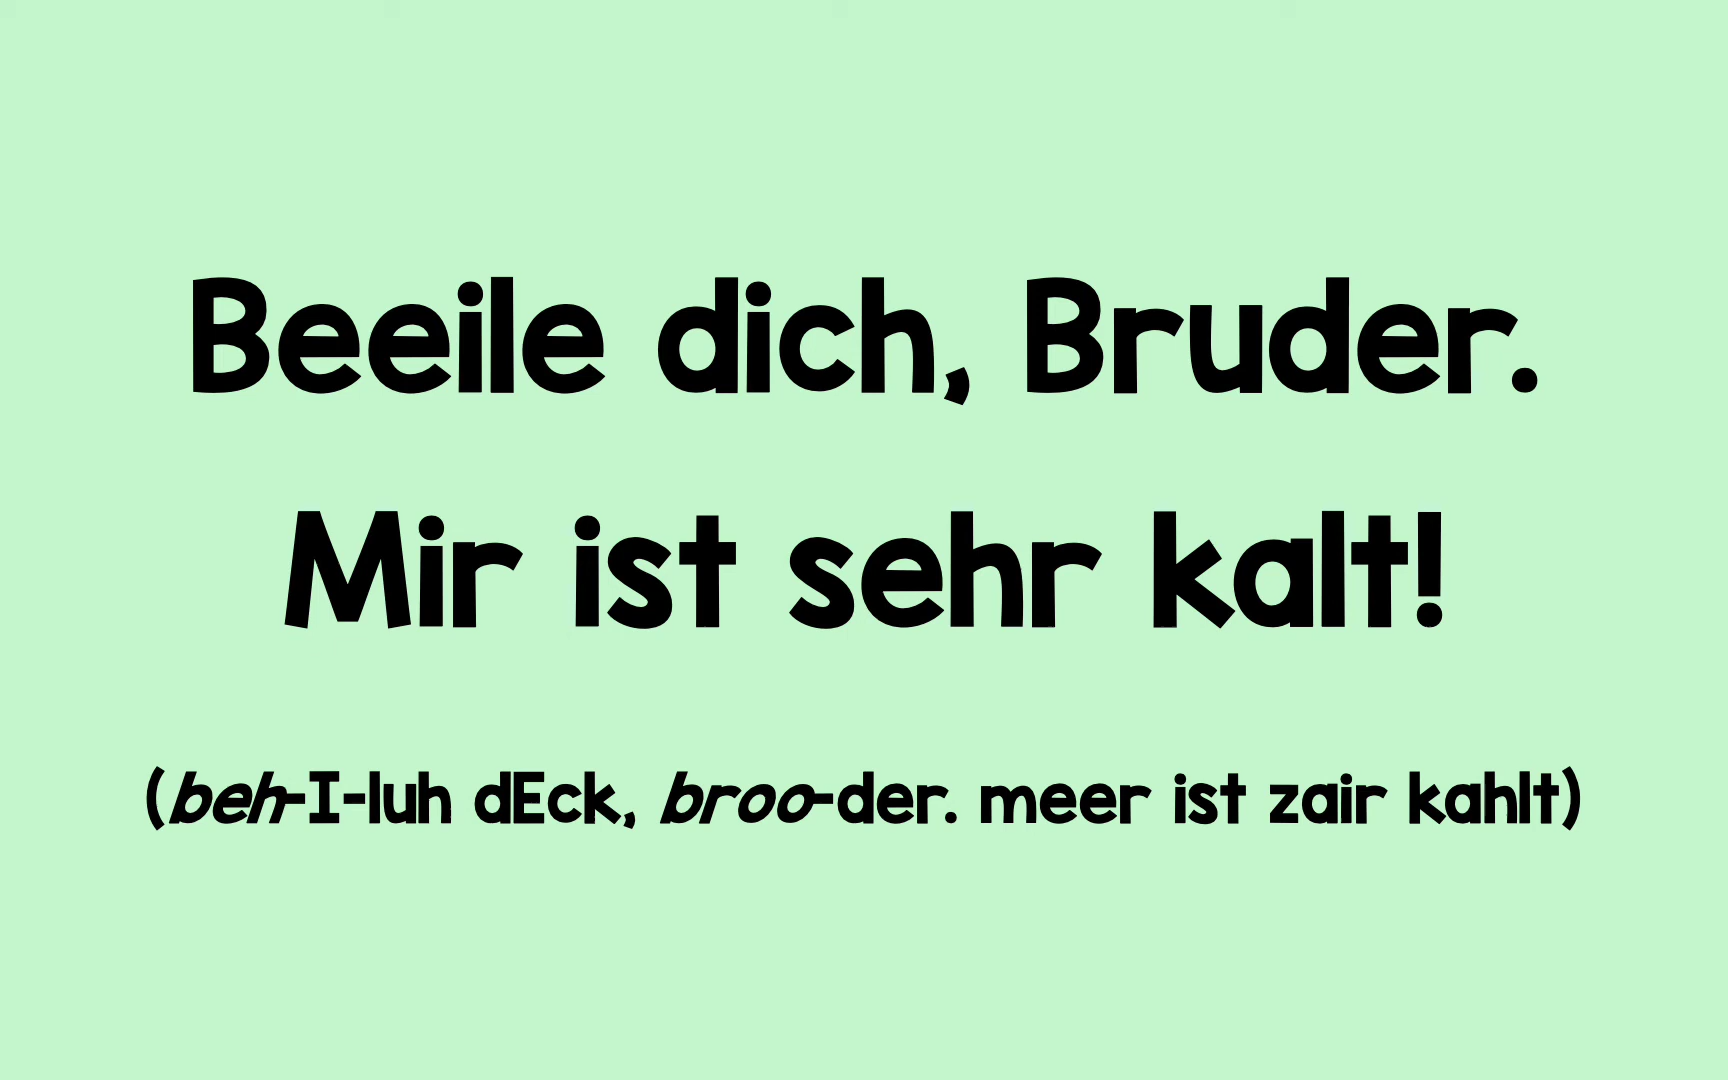 Beeile dich, Bruder.
Mir ist sehr kalt!
(beh-I-luh dEck, broo-der. meer ist zair kahlt)